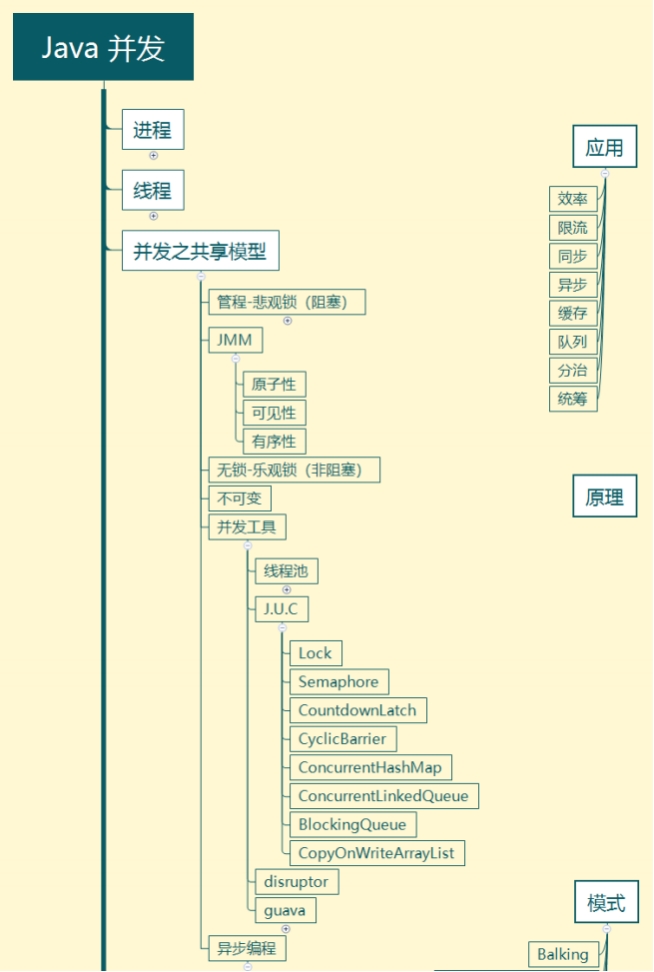 Java 并发
进程
线程
并发之共享模型
管程-悲观锁（阻塞）
JMM
原子性
可见性
有序性
无锁-乐观锁（非阻塞）
不可变
并发工具
线程池
J.U.C
Lock
Semaphore
CountdownLatch
CyclicBarrier
ConcurrentHashMap
ConcurrentLinkedQueue
BlockingQueue
CopyOnWriteArrayList
disruptor
guava
异步编程
应用
效率
限流
同步
异步
缓存
队列
分治
统筹
原理
模式
Balking